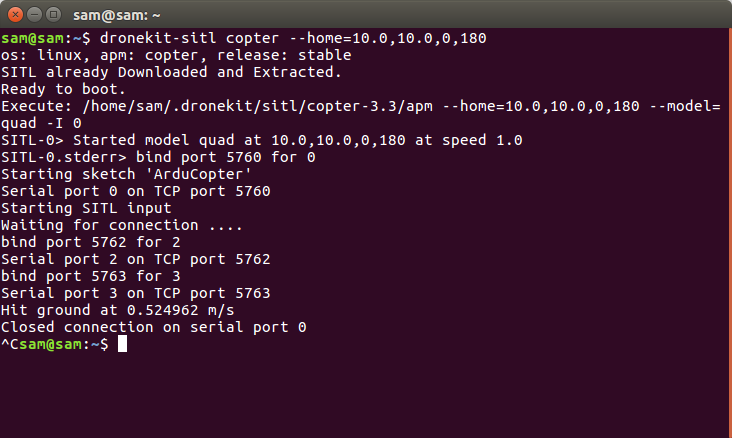 sam@sam: ~
sam@sam:~$ dronekit-sitl copter --home=10.0,10.0,0,180
os: linux, apm: copter, release: stable
SITL already Downloaded and Extracted.
Ready to boot.
Execute: /home/sam/.dronekit/sitl/copter-3.3/apm --home=10.0,10.0,0,180 --model=
quad -I 0
SITL-0> Started model quad at 10.0,10.0,0,180 at speed 1.0
SITL-0.stderr> bind port 5760 for 0
Starting sketch 'ArduCopter'
Serial port 0 on TCP port 5760
Starting SITL input
Waiting for connection ....
bind port 5762 for 2
Serial port 2 on TCP port 5762
bind port 5763 for 3
Serial port 3 on TCP port 5763
Hit ground at 0.524962 m/s
Closed connection on serial port 0
^Csam@sam:~$